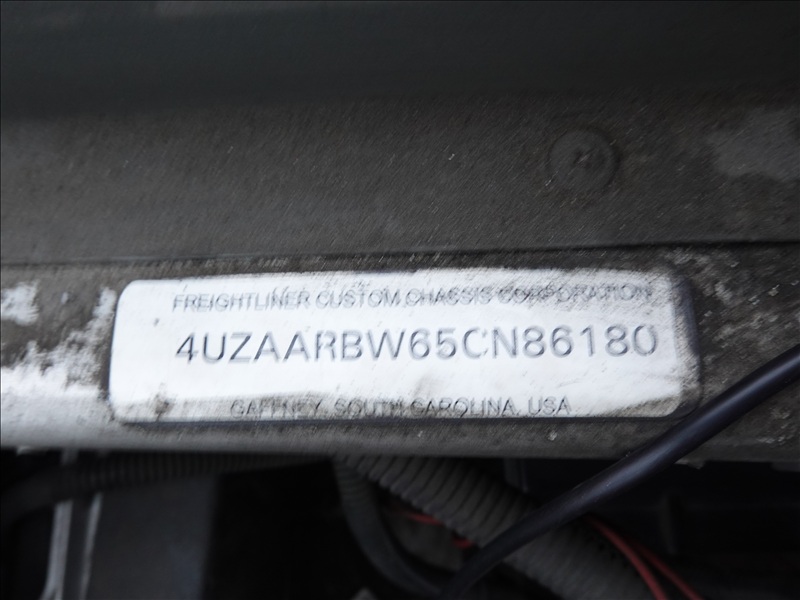 FREIGHTLINER CUSTOM CHASSIS CORPORATION
4UZAARBW65CN86180
GAFFNEY, SOUTH CAROLINA, USA